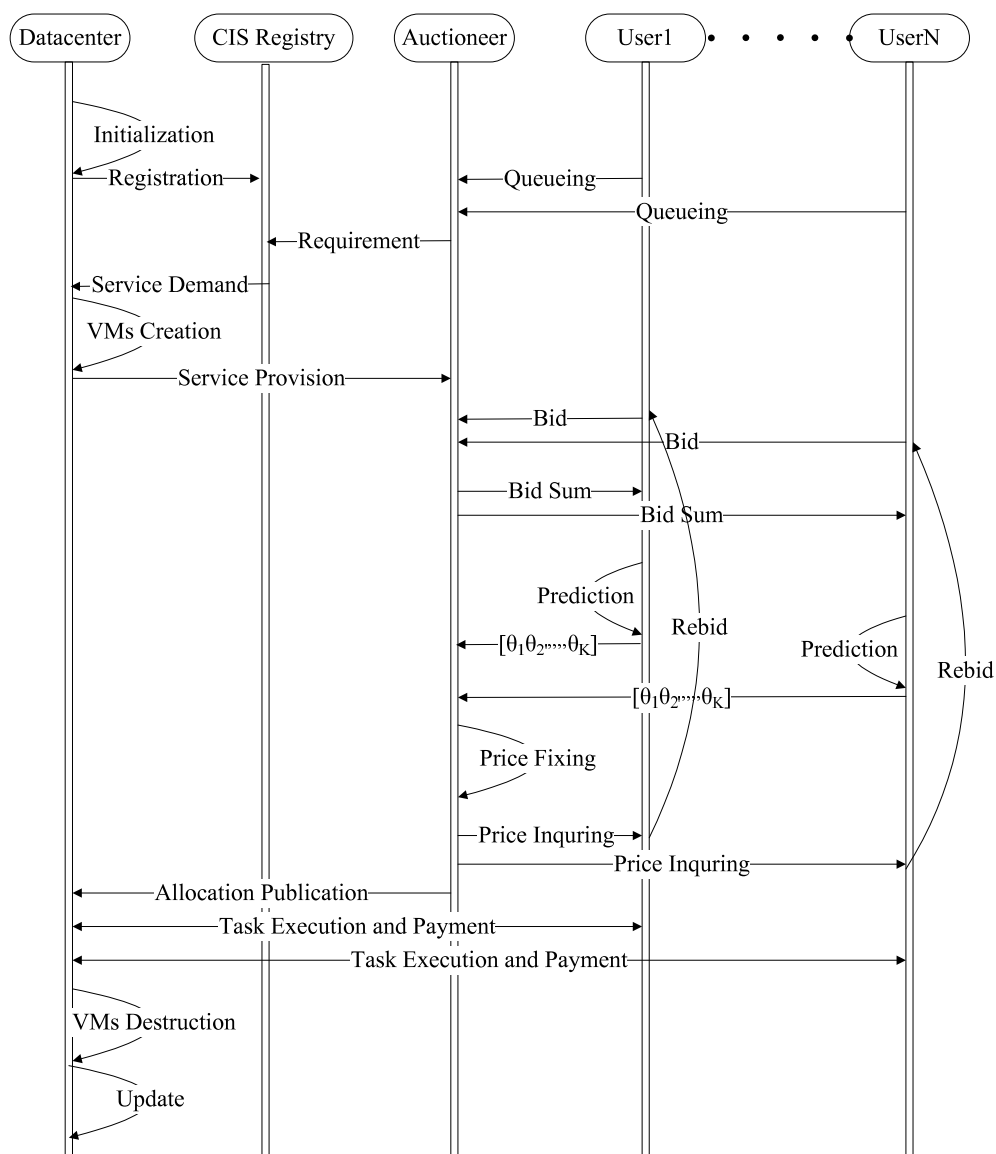 Datacenter
CIS Registry
Auctioneer
User1
UserN
Initialization
Registration
Queueing
Queueing
Requirement
Service Demand
VMs Creation
Service Provision
Bid
Bid
Bid Sum
Bid Sum
Prediction
Rebid
[θ₁θ₂,,,,,θK]
Prediction
Rebid
[θ₁θ₂,,,,,θK]
Price Fixing
Price Inquring
Price Inquring
Allocation Publication
Task Execution and Payment
Task Execution and Payment
VMs Destruction
Update